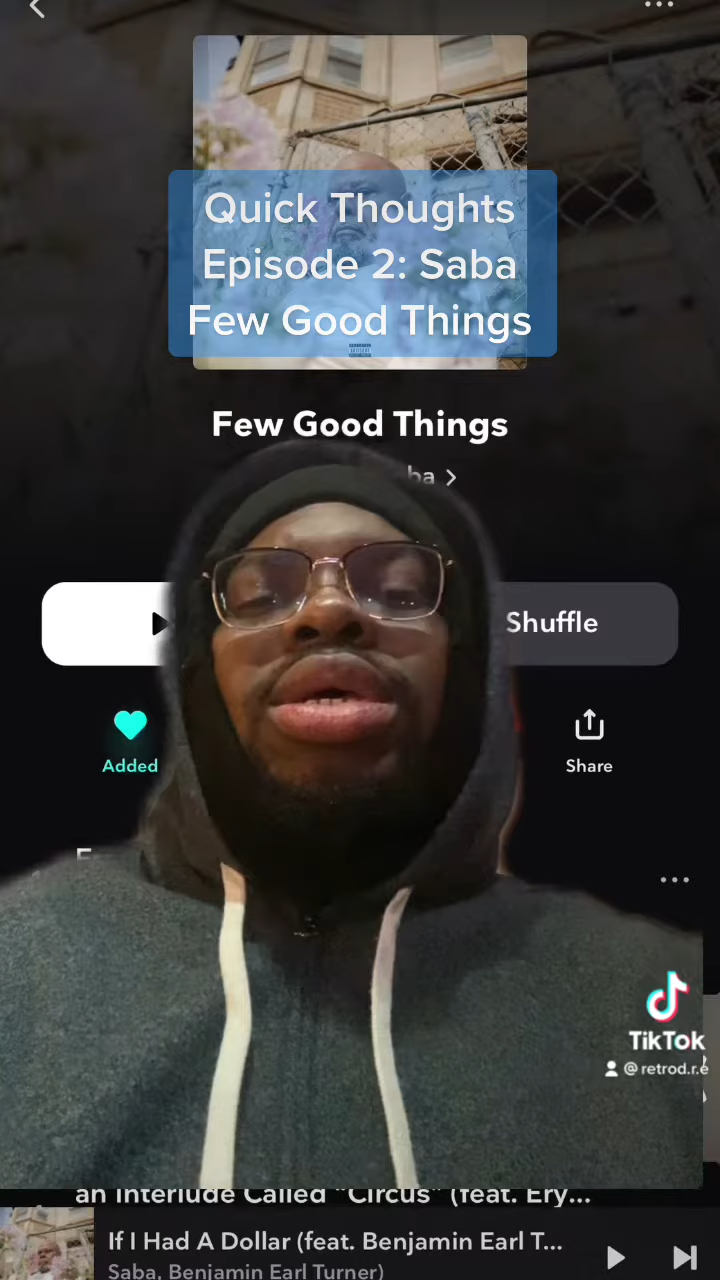 Quick Thoughts
Episode 2: Saba
Few Good Things
Few Good Things
ba
Shuffle
Added
Share
TikTok
@retrod.r.e
an Interlude Called "Circus" (feat. Ery...
If I Had A Dollar (feat. Benjamin Earl T...
Saba, Benjamin Earl Turner)